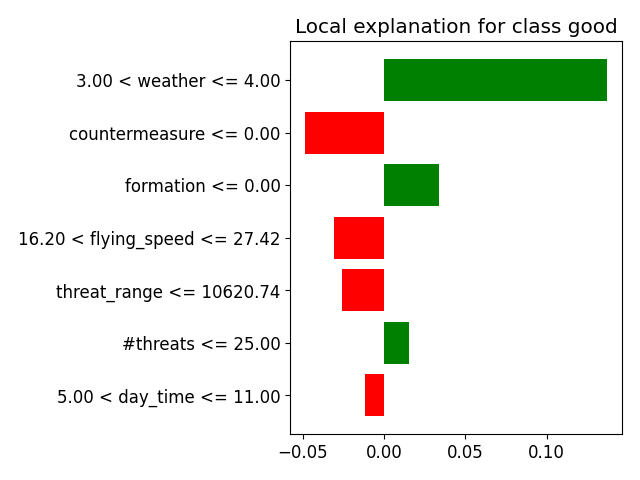 Local explanation for class good
3.00 < weather <= 4.00
countermeasure <= 0.00
formation <= 0.00
16.20 < flying_speed <= 27.42
threat_range <= 10620.74
#threats <= 25.00
5.00 < day_time <= 11.00
−0.05 0.00 0.05 0.10